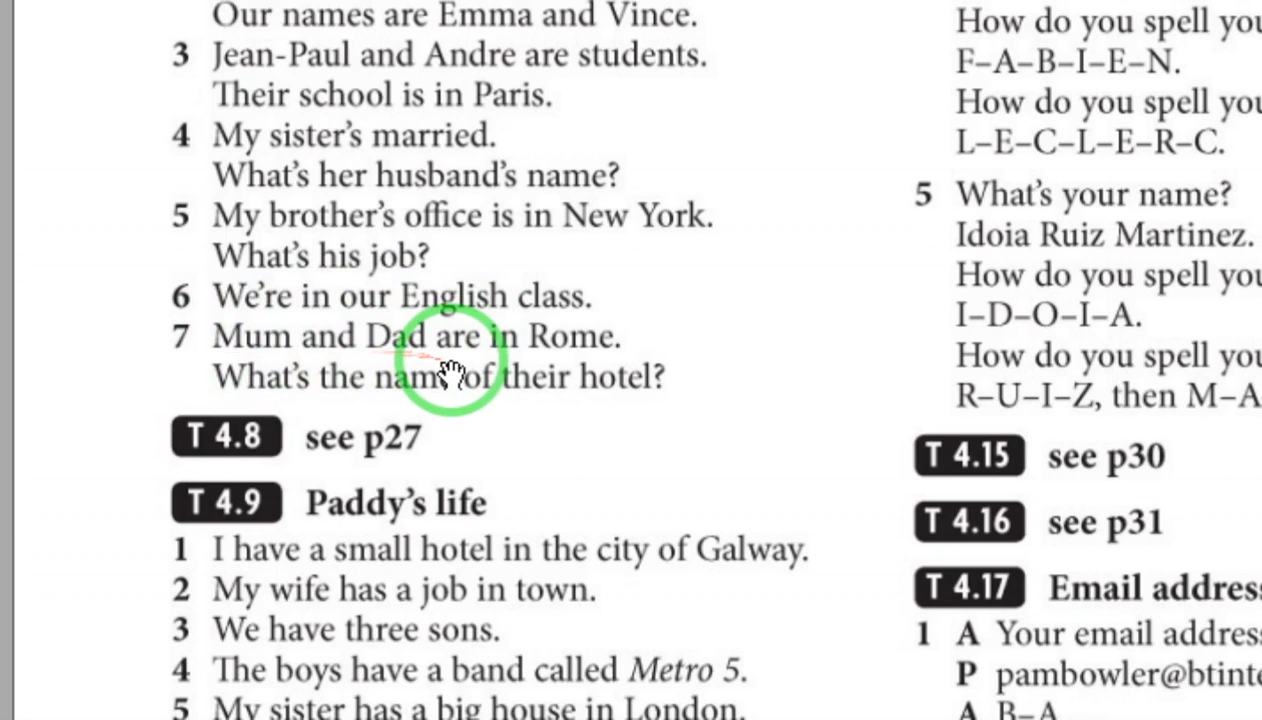 Our names are Emma and Vince.
3 Jean-Paul and Andre are students.
Their school is in Paris.
4 My sister's married.
What's her husband's name?
5 My brother's office is in New York.
What's his job?
6 We're in our English class.
7 Mum and Dad are in Rome.
What's the name of their hotel?
T 4.8 see p27
T 4.9 Paddy's life
1 I have a small hotel in the city of Galway.
2 My wife has a job in town.
3 We have three sons.
4 The boys have a band called Metro 5.
5 My sister has a big house in London.
How do you spell you
F–A–B–I–E–N.
How do you spell you
L–E–C–L–E–R–C.
5 What's your name?
Idoia Ruiz Martinez.
How do you spell you
I–D–O–I–A.
How do you spell you
R–U–I–Z, then M–A
T 4.15 see p30
T 4.16 see p31
T 4.17 Email address
1 A Your email address
P pambowler@btinte
A B–A